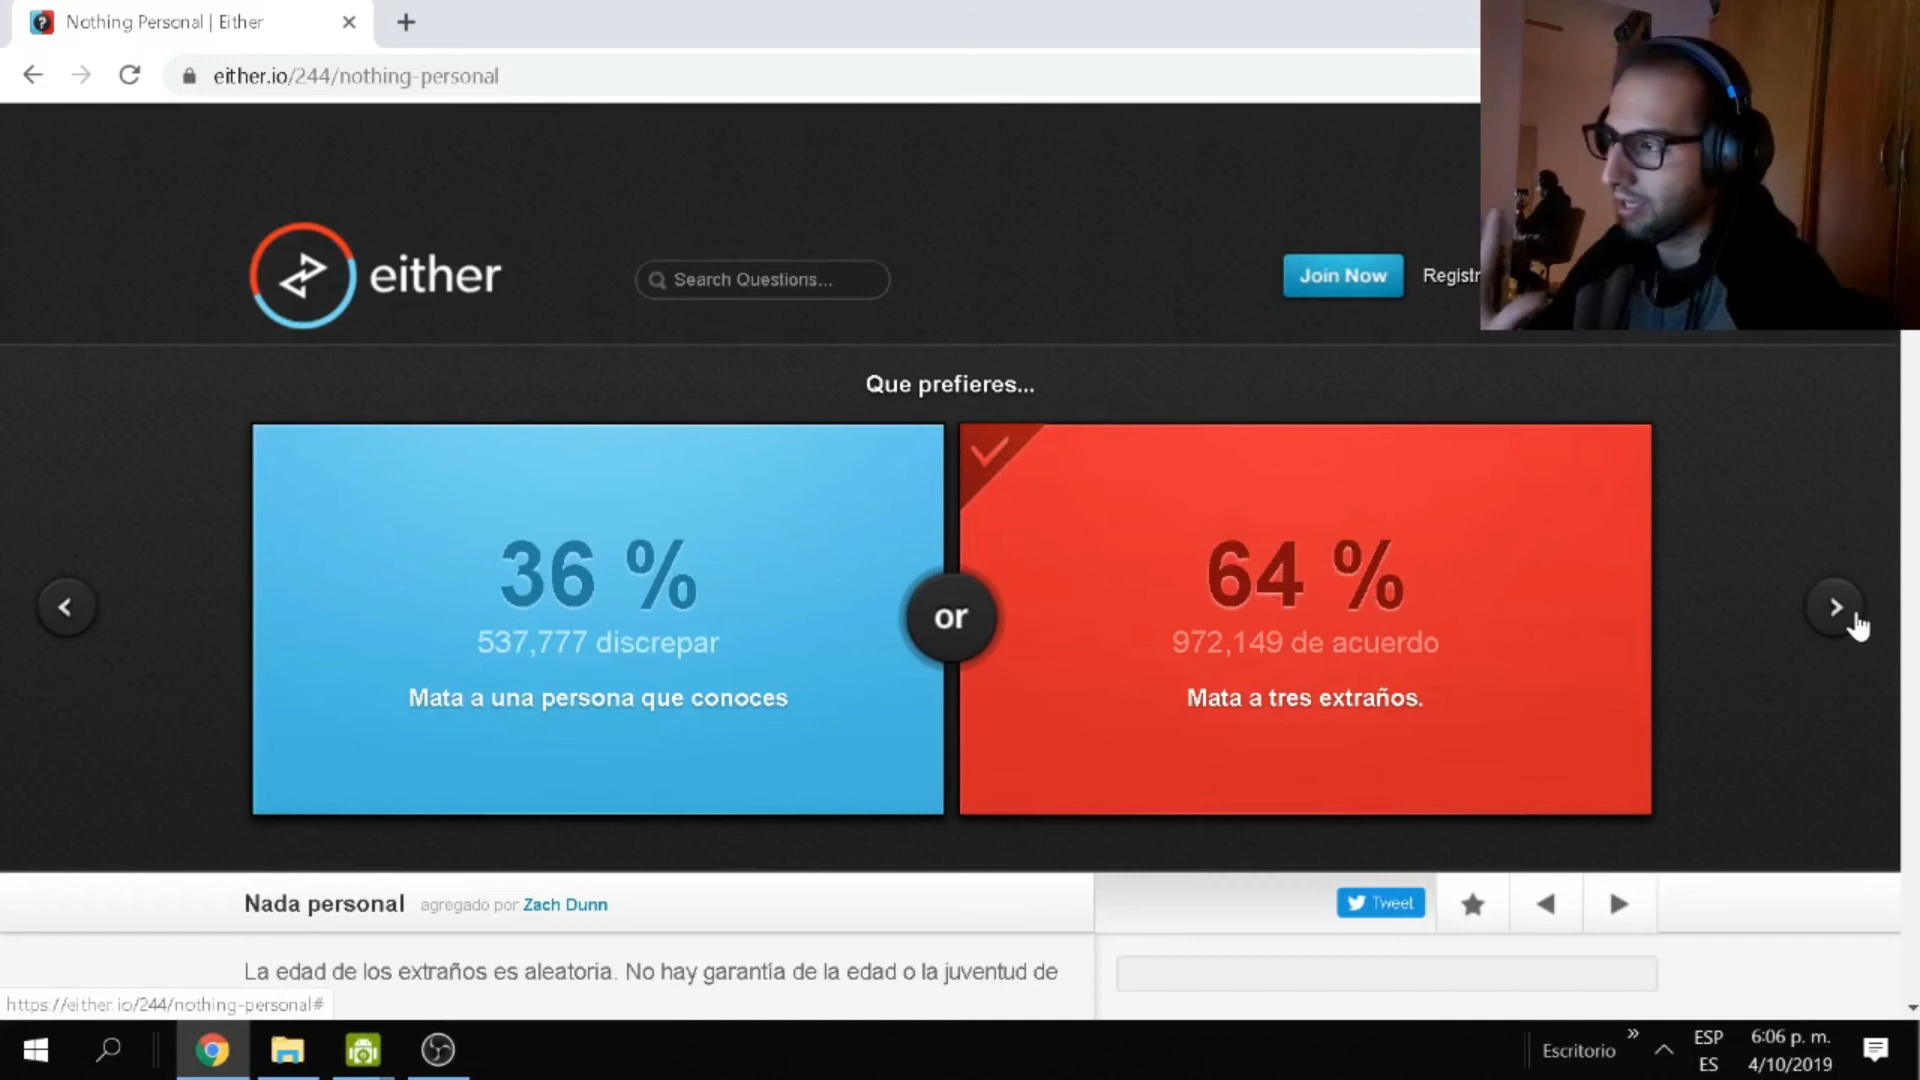 Nothing Personal | Either
either.io/244/nothing-personal
either
Search Questions...
Join Now
Registr
Que prefieres...
36 %
537,777 discrepar
Mata a una persona que conoces
or
64 %
972,149 de acuerdo
Mata a tres extraños.
Nada personal agregado por Zach Dunn
Tweet
La edad de los extraños es aleatoria. No hay garantía de la edad o la juventud de
https://either.io/244/nothing-personal#
Escritorio
ESP
ES
6:06 p. m.
4/10/2019